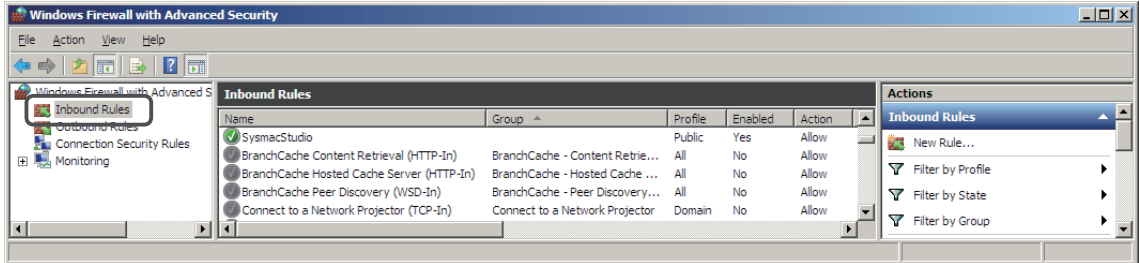 Windows Firewall with Advanced Security
File Action View Help
Windows Firewall with Advanced S
Inbound Rules
Outbound Rules
Connection Security Rules
Monitoring
Inbound Rules
Name Group Profile Enabled Action
SysmacStudio Public Yes Allow
BranchCache Content Retrieval (HTTP-In) BranchCache - Content Retrie... All No Allow
BranchCache Hosted Cache Server (HTTP-In) BranchCache - Hosted Cache ... All No Allow
BranchCache Peer Discovery (WSD-In) BranchCache - Peer Discovery... All No Allow
Connect to a Network Projector (TCP-In) Connect to a Network Projector Domain No Allow
Actions
Inbound Rules
New Rule...
Filter by Profile
Filter by State
Filter by Group